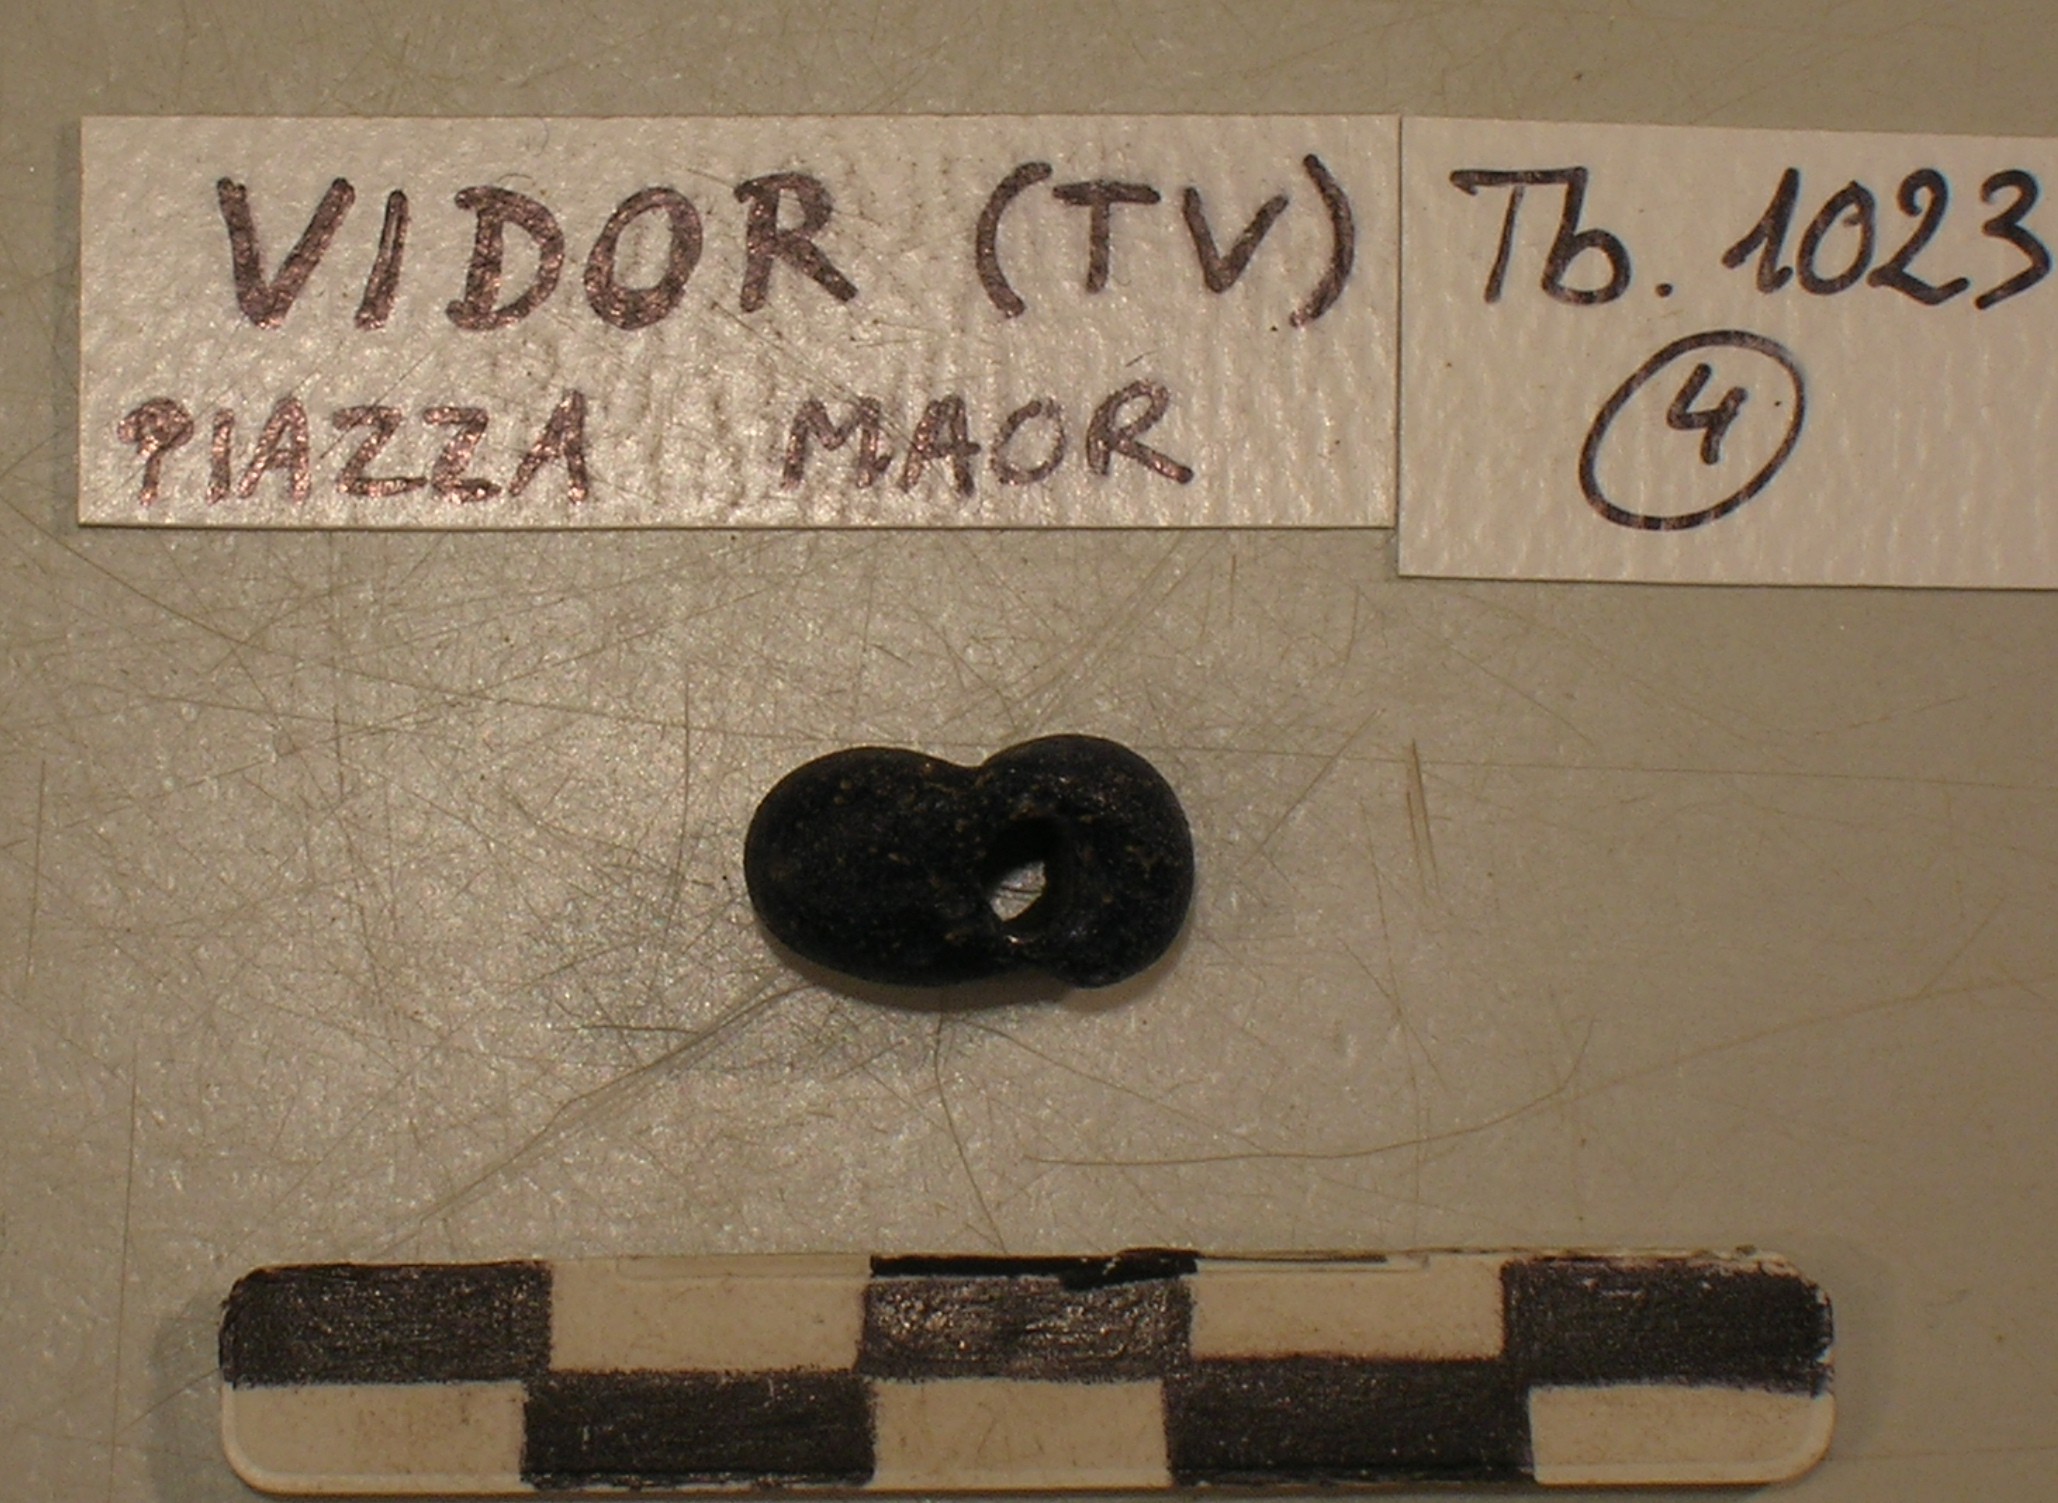 VIDOR (TV)
PIAZZA MAOR
Tb. 1023
4